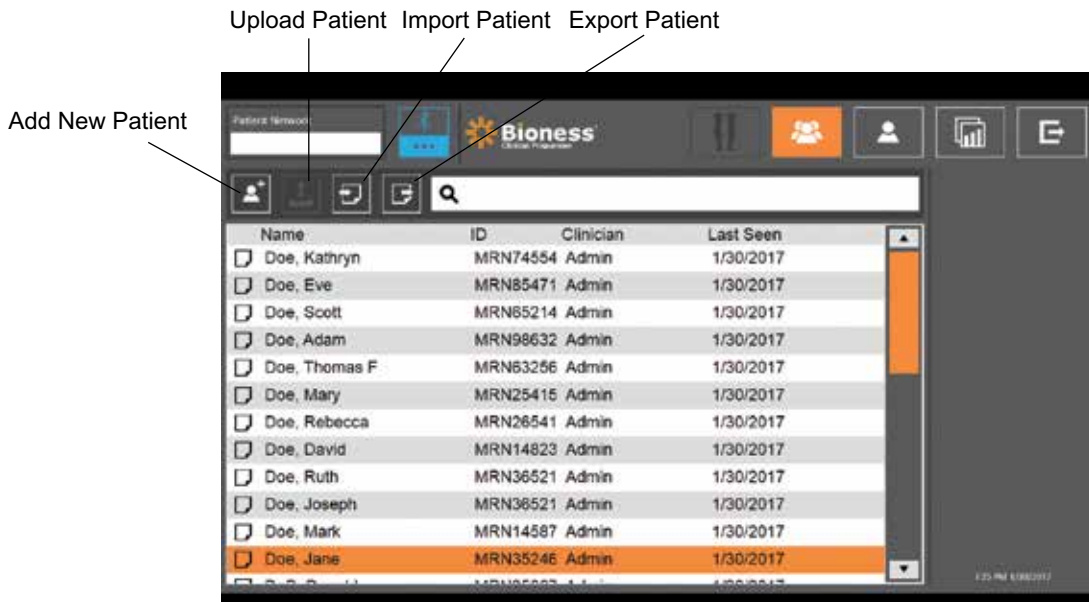 Upload Patient Import Patient Export Patient
Add New Patient
Bioness
Name ID Clinician Last Seen
Doe, Kathryn MRN74554 Admin 1/30/2017
Doe, Eve MRN85471 Admin 1/30/2017
Doe, Scott MRN65214 Admin 1/30/2017
Doe, Adam MRN98632 Admin 1/30/2017
Doe, Thomas F MRN63256 Admin 1/30/2017
Doe, Mary MRN25415 Admin 1/30/2017
Doe, Rebecca MRN26541 Admin 1/30/2017
Doe, David MRN14823 Admin 1/30/2017
Doe, Ruth MRN36521 Admin 1/30/2017
Doe, Joseph MRN36521 Admin 1/30/2017
Doe, Mark MRN14587 Admin 1/30/2017
Doe, Jane MRN35246 Admin 1/30/2017